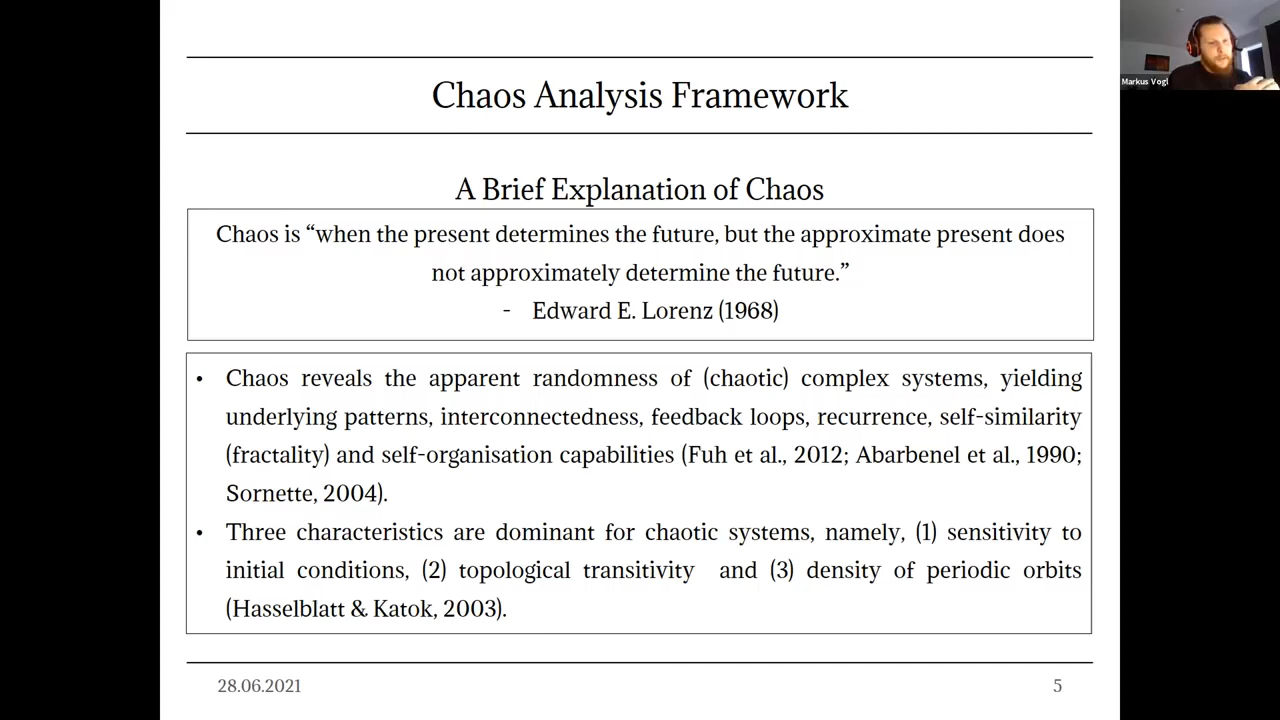 Chaos Analysis Framework
A Brief Explanation of Chaos
Chaos is “when the present determines the future, but the approximate present does
not approximately determine the future.”
- Edward E. Lorenz (1968)
• Chaos reveals the apparent randomness of (chaotic) complex systems, yielding
underlying patterns, interconnectedness, feedback loops, recurrence, self-similarity
(fractality) and self-organisation capabilities (Fuh et al., 2012; Abarbenel et al., 1990;
Sornette, 2004).
• Three characteristics are dominant for chaotic systems, namely, (1) sensitivity to
initial conditions, (2) topological transitivity and (3) density of periodic orbits
(Hasselblatt & Katok, 2003).
28.06.2021
5
Markus Vogl